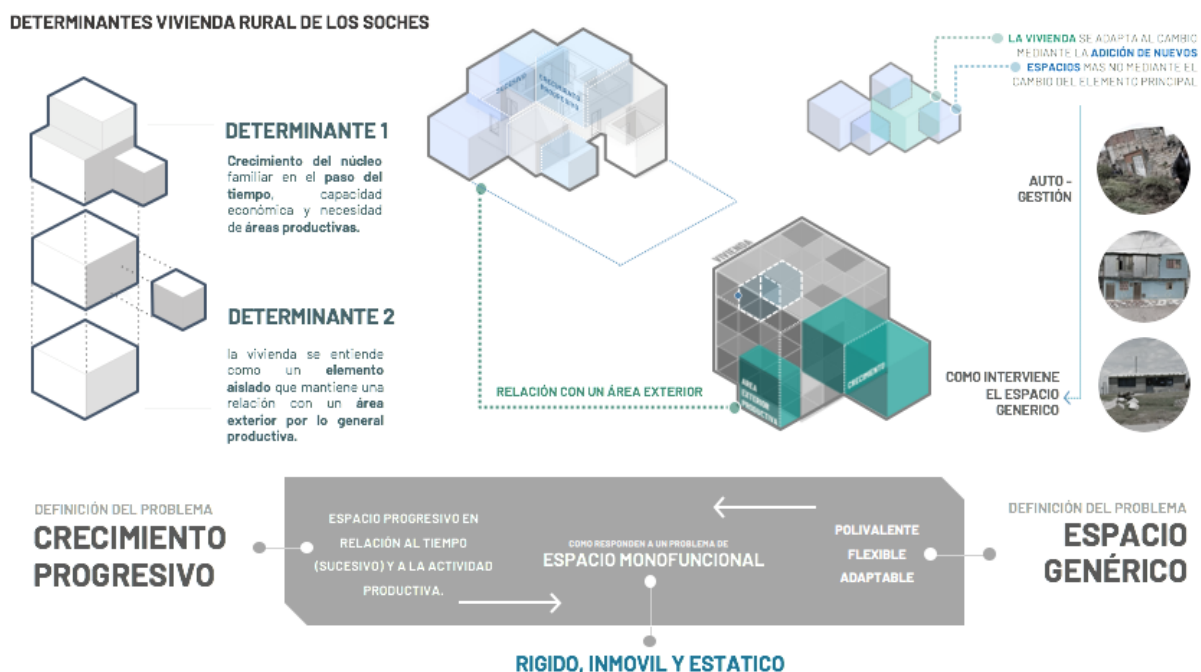 DETERMINANTES VIVIENDA RURAL DE LOS SOCHES
DETERMINANTE 1
Crecimiento del núcleo
familiar en el paso del
tiempo, capacidad
económica y necesidad
de áreas productivas.
DETERMINANTE 2
la vivienda se entiende
como un elemento
aislado que mantiene una
relación con un área
exterior por lo general
productiva.
SUCESIVO
CRECIMIENTO
PROGRESIVO
RELACIÓN CON UN ÁREA EXTERIOR
VIVIENDA
AREA
EXTERIOR
PRODUCTIVA
CRECIMIENTO
LA VIVIENDA SE ADAPTA AL CAMBIO
MEDIANTE LA ADICIÓN DE NUEVOS
ESPACIOS MAS NO MEDIANTE EL
CAMBIO DEL ELEMENTO PRINCIPAL
AUTO -
GESTIÓN
COMO INTERVIENE
EL ESPACIO
GENERICO
DEFINICIÓN DEL PROBLEMA
CRECIMIENTO
PROGRESIVO
ESPACIO PROGRESIVO EN
RELACIÓN AL TIEMPO
(SUCESIVO) Y A LA ACTIVIDAD
PRODUCTIVA.
COMO RESPONDEN A UN PROBLEMA DE
ESPACIO MONOFUNCIONAL
POLIVALENTE
FLEXIBLE
ADAPTABLE
DEFINICIÓN DEL PROBLEMA
ESPACIO
GENÉRICO
RIGIDO, INMOVIL Y ESTATICO